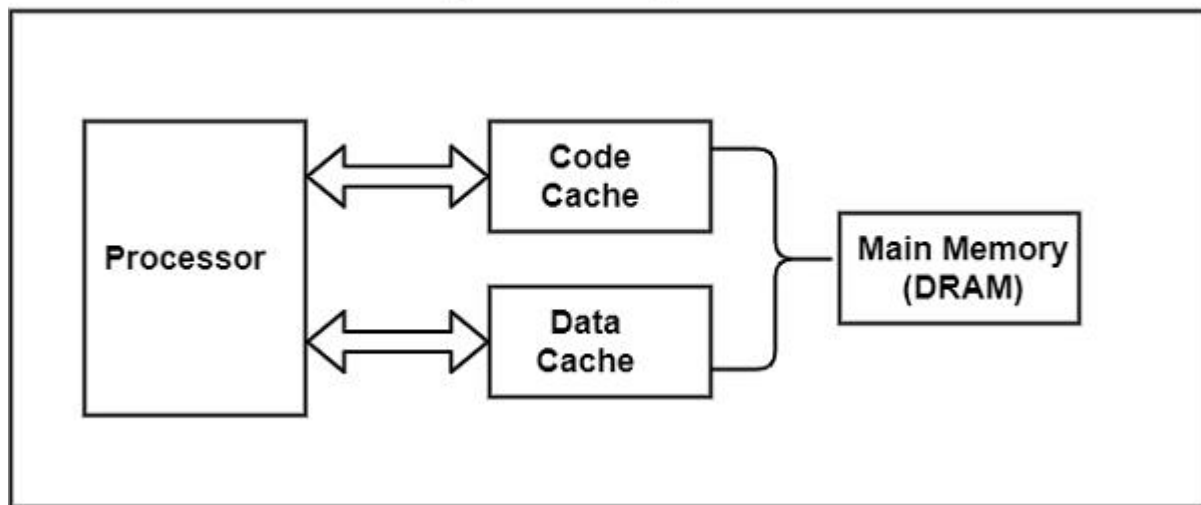 Processor
Code
Cache
Data
Cache
Main Memory
(DRAM)